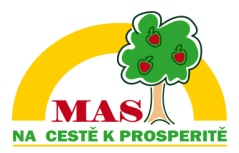 MAS
NA CESTĚ K PROSPERITĚ